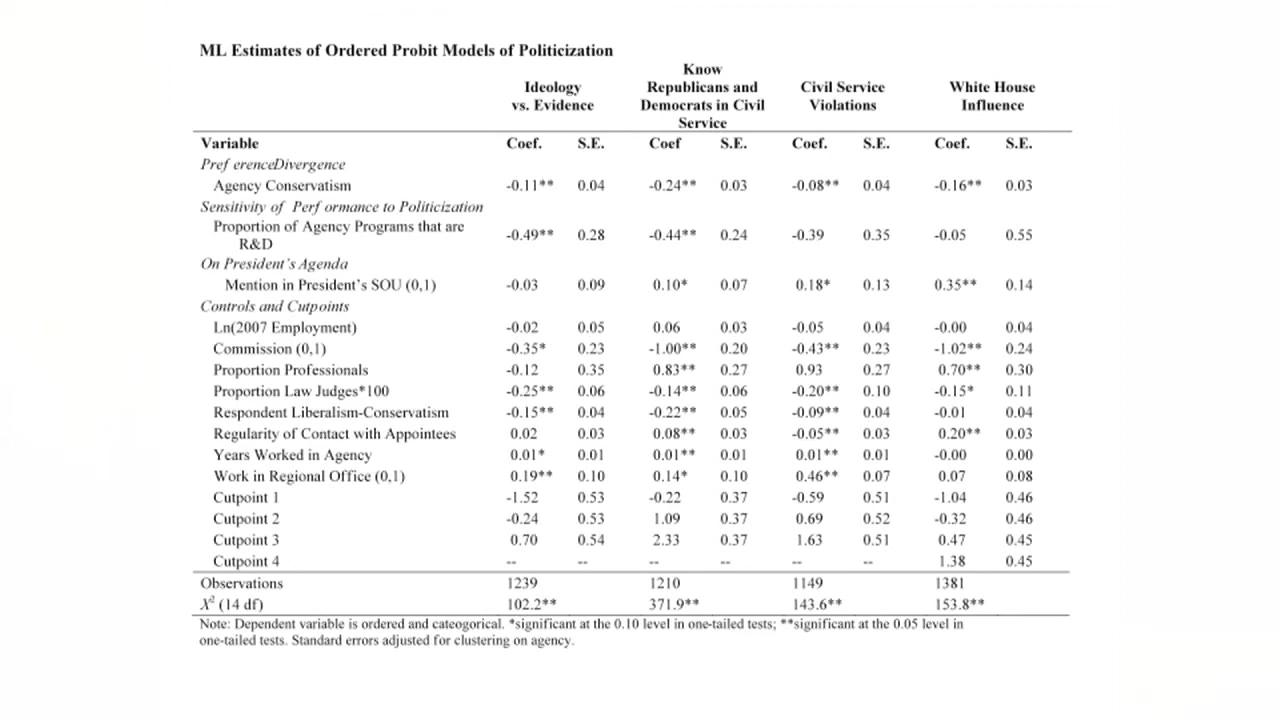 ML Estimates of Ordered Probit Models of Politicization
Ideology vs. Evidence Know Republicans and Democrats in Civil Service Civil Service Violations White House Influence
Variable Coef. S.E. Coef S.E. Coef. S.E. Coef. S.E.
Pref erenceDivergence
Agency Conservatism -0.11** 0.04 -0.24** 0.03 -0.08** 0.04 -0.16** 0.03
Sensitivity of Perf ormance to Politicization
Proportion of Agency Programs that are R&D -0.49** 0.28 -0.44** 0.24 -0.39 0.35 -0.05 0.55
On President's Agenda
Mention in President's SOU (0,1) -0.03 0.09 0.10* 0.07 0.18* 0.13 0.35** 0.14
Controls and Cutpoints
Ln(2007 Employment) -0.02 0.05 0.06 0.03 -0.05 0.04 -0.00 0.04
Commission (0,1) -0.35* 0.23 -1.00** 0.20 -0.43** 0.23 -1.02** 0.24
Proportion Professionals -0.12 0.35 0.83** 0.27 0.93 0.27 0.70** 0.30
Proportion Law Judges*100 -0.25** 0.06 -0.14** 0.06 -0.20** 0.10 -0.15* 0.11
Respondent Liberalism-Conservatism -0.15** 0.04 -0.22** 0.05 -0.09** 0.04 -0.01 0.04
Regularity of Contact with Appointees 0.02 0.03 0.08** 0.03 -0.05** 0.03 0.20** 0.03
Years Worked in Agency 0.01* 0.01 0.01** 0.01 0.01** 0.01 -0.00 0.00
Work in Regional Office (0,1) 0.19** 0.10 0.14* 0.10 0.46** 0.07 0.07 0.08
Cutpoint 1 -1.52 0.53 -0.22 0.37 -0.59 0.51 -1.04 0.46
Cutpoint 2 -0.24 0.53 1.09 0.37 0.69 0.52 -0.32 0.46
Cutpoint 3 0.70 0.54 2.33 0.37 1.63 0.51 0.47 0.45
Cutpoint 4 -- -- -- -- -- -- 1.38 0.45
Observations 1239 1210 1149 1381
X² (14 df) 102.2** 371.9** 143.6** 153.8**
Note: Dependent variable is ordered and cateogorical. *significant at the 0.10 level in one-tailed tests; **significant at the 0.05 level in
one-tailed tests. Standard errors adjusted for clustering on agency.